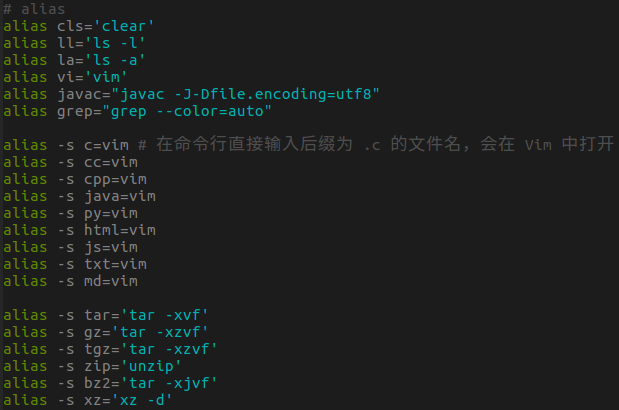 # alias
alias cls='clear'
alias ll='ls -l'
alias la='ls -a'
alias vi='vim'
alias javac="javac -J-Dfile.encoding=utf8"
alias grep="grep --color=auto"
alias -s c=vim # 在命令行直接输入后缀为 .c 的文件名，会在 Vim 中打开
alias -s cc=vim
alias -s cpp=vim
alias -s java=vim
alias -s py=vim
alias -s html=vim
alias -s js=vim
alias -s txt=vim
alias -s md=vim
alias -s tar='tar -xvf'
alias -s gz='tar -xzvf'
alias -s tgz='tar -xzvf'
alias -s zip='unzip'
alias -s bz2='tar -xjvf'
alias -s xz='xz -d'